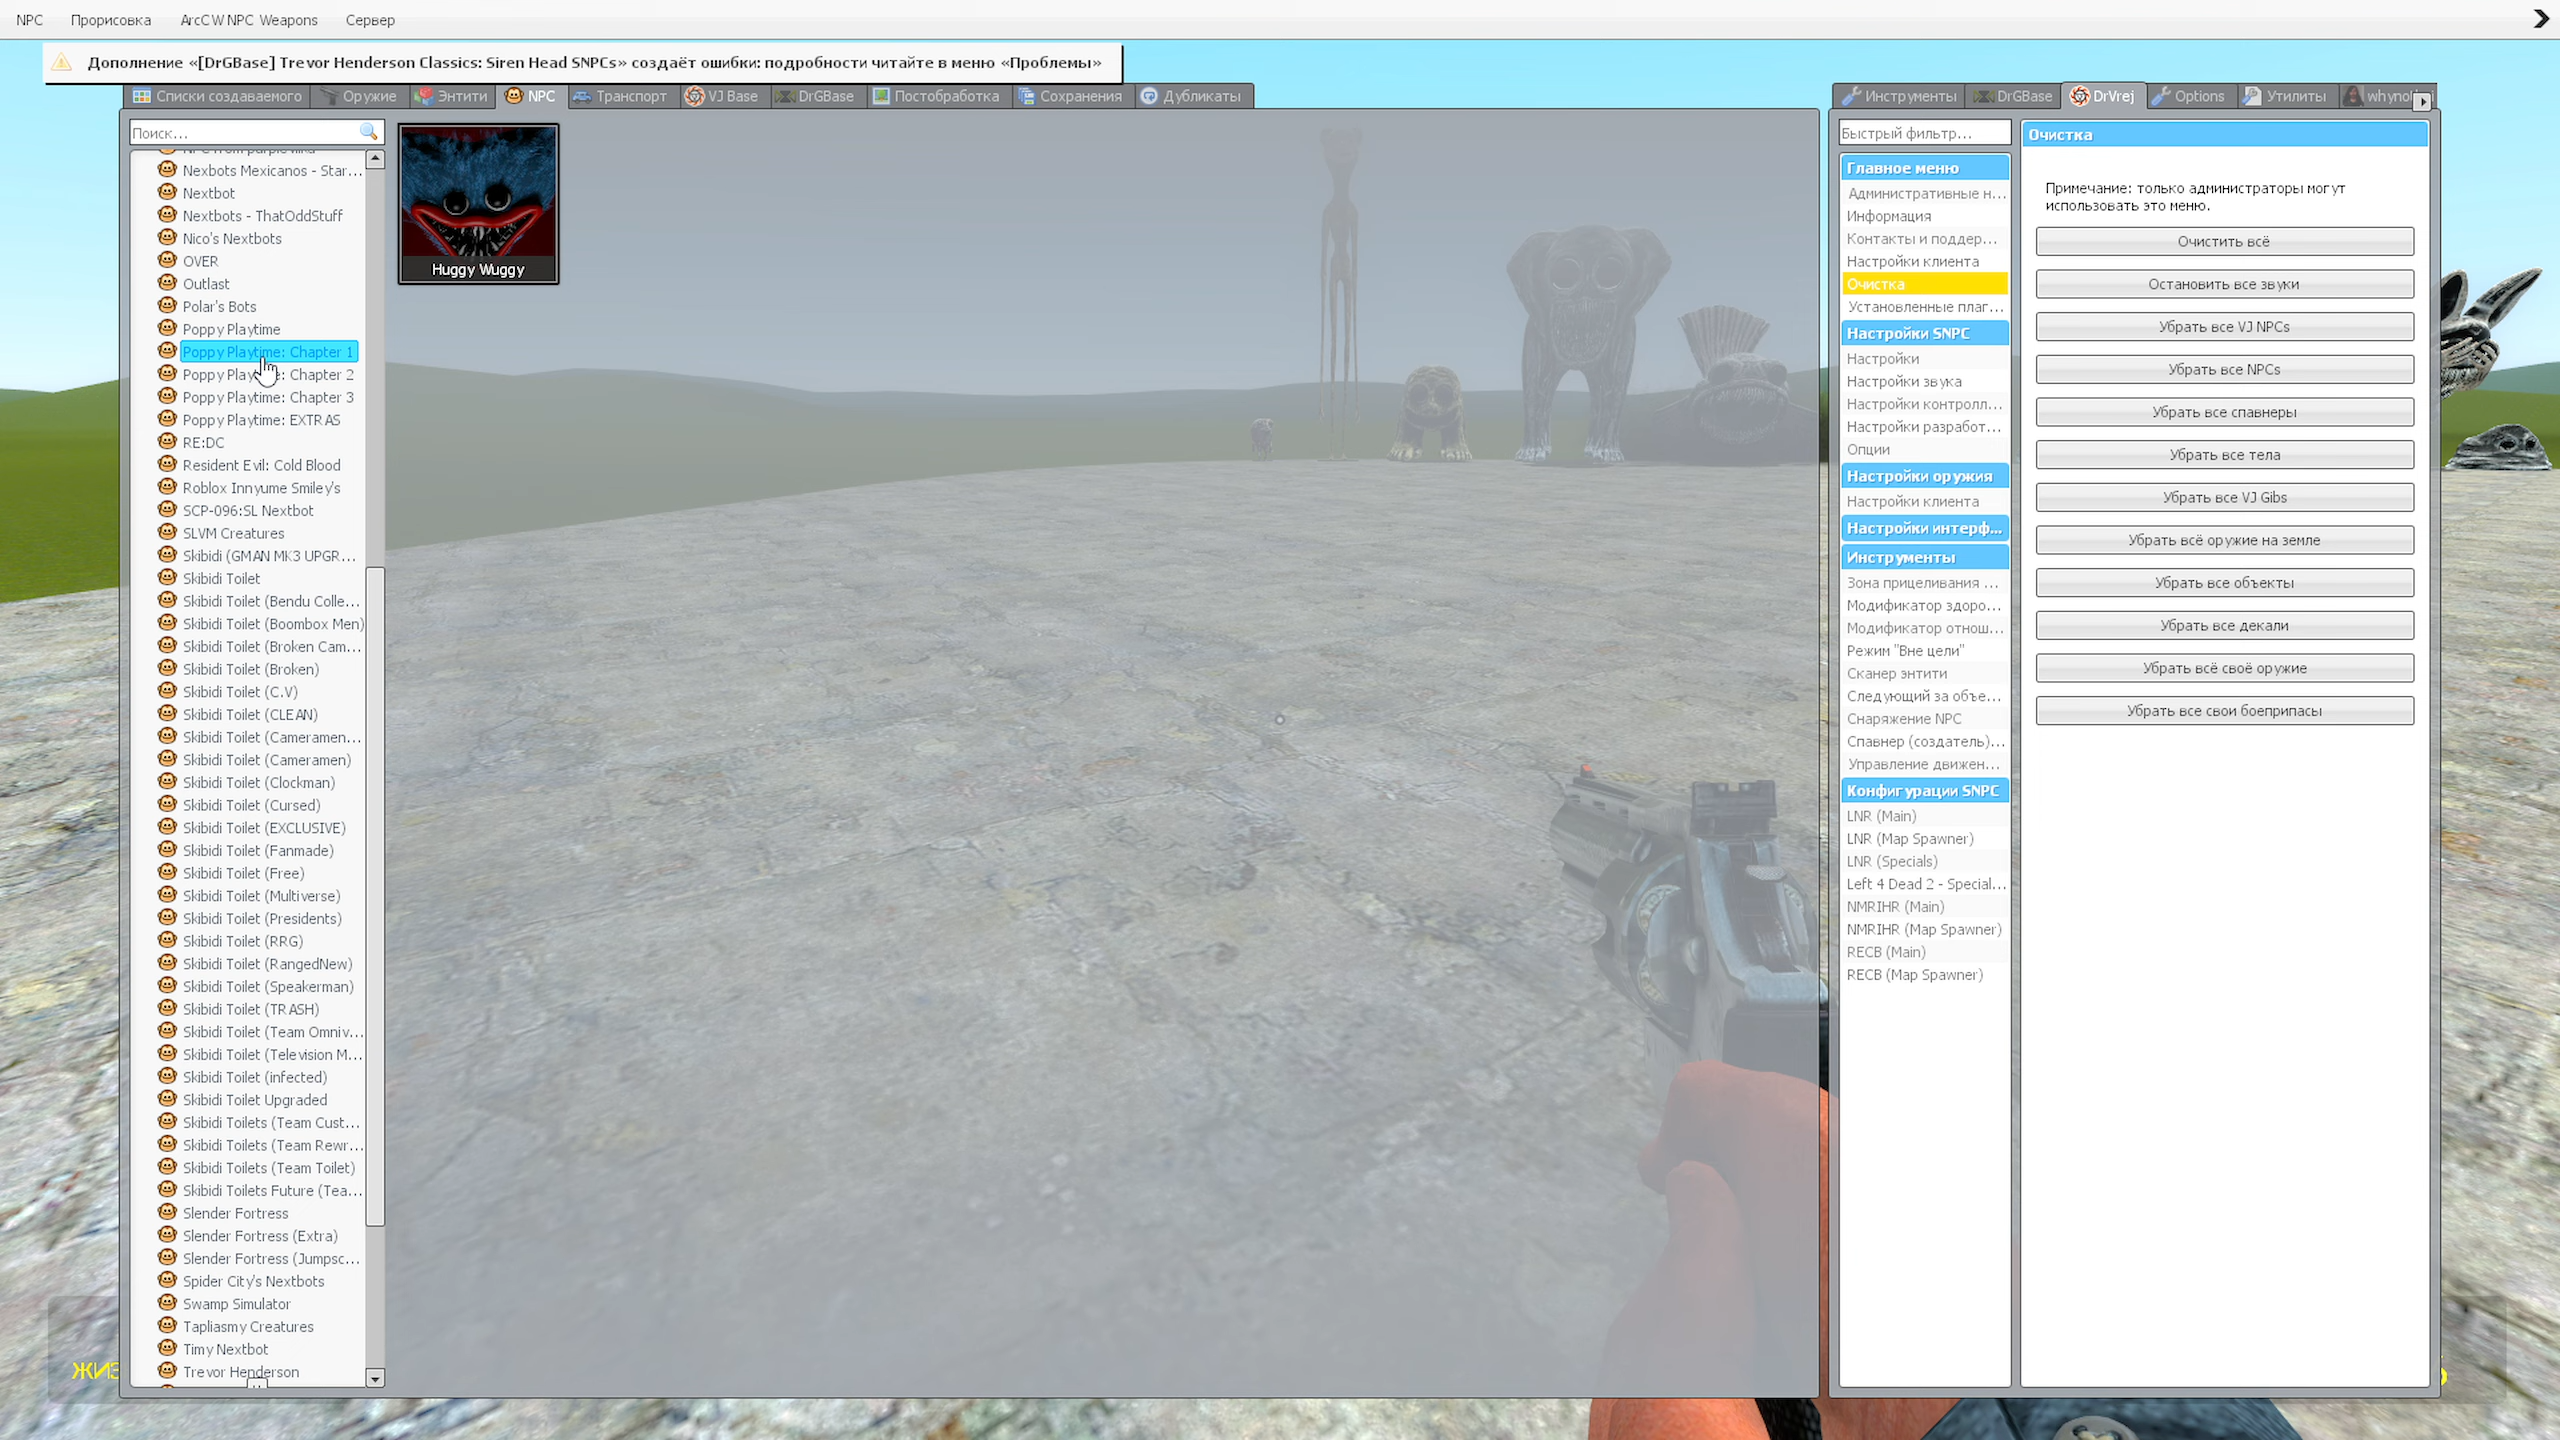 NPC Прорисовка ArcCW NPC Weapons Сервер
Дополнение «[DrGBase] Trevor Henderson Classics: Siren Head SNPCs» создаёт ошибки: подробности читайте в меню «Проблемы»
Списки создаваемого Оружие Энтити NPC Транспорт VJ Base DrGBase Постобработка Сохранения Дубликаты
Поиск...
Nexbots Mexicanos - Star...
Nextbot
Nextbots - ThatOddStuff
Nico's Nextbots
OVER
Outlast
Polar's Bots
Poppy Playtime
Poppy Playtime: Chapter 1
Poppy Playtime: Chapter 2
Poppy Playtime: Chapter 3
Poppy Playtime: EXTRAS
RE:DC
Resident Evil: Cold Blood
Roblox Innyume Smiley's
SCP-096:SL Nextbot
SLVM Creatures
Skibidi (GMAN MK3 UPGR...
Skibidi Toilet
Skibidi Toilet (Bendu Colle...
Skibidi Toilet (Boombox Men)
Skibidi Toilet (Broken Cam...
Skibidi Toilet (Broken)
Skibidi Toilet (C.V)
Skibidi Toilet (CLEAN)
Skibidi Toilet (Cameramen...
Skibidi Toilet (Cameramen)
Skibidi Toilet (Clockman)
Skibidi Toilet (Cursed)
Skibidi Toilet (EXCLUSIVE)
Skibidi Toilet (Fanmade)
Skibidi Toilet (Free)
Skibidi Toilet (Multiverse)
Skibidi Toilet (Presidents)
Skibidi Toilet (RRG)
Skibidi Toilet (RangedNew)
Skibidi Toilet (Speakerman)
Skibidi Toilet (TRASH)
Skibidi Toilet (Team Omniv...
Skibidi Toilet (Television M...
Skibidi Toilet (infected)
Skibidi Toilet Upgraded
Skibidi Toilets (Team Cust...
Skibidi Toilets (Team Rewr...
Skibidi Toilets (Team Toilet)
Skibidi Toilets Future (Tea...
Slender Fortress
Slender Fortress (Extra)
Slender Fortress (Jumpsc...
Spider City's Nextbots
Swamp Simulator
Tapliasmy Creatures
Timy Nextbot
Trevor Henderson
Huggy Wuggy
Инструменты DrGBase DrVrej Options Утилиты
Быстрый фильтр...
Главное меню
Административные н...
Информация
Контакты и поддер...
Настройки клиента
Очистка
Установленные плаг...
Настройки SNPC
Настройки
Настройки звука
Настройки контролл...
Настройки разработ...
Опции
Настройки оружия
Настройки клиента
Настройки интерф...
Инструменты
Зона прицеливания ...
Модификатор здоро...
Модификатор отнош...
Режим "Вне цели"
Сканер энтити
Следующий за объе...
Снаряжение NPC
Спавнер (создатель)...
Управление движен...
Конфигурации SNPC
LNR (Main)
LNR (Map Spawner)
LNR (Specials)
Left 4 Dead 2 - Special...
NMRIHR (Main)
NMRIHR (Map Spawner)
RECB (Main)
RECB (Map Spawner)
Очистка
Примечание: только администраторы могут
использовать это меню.
Очистить всё
Остановить все звуки
Убрать все VJ NPCs
Убрать все NPCs
Убрать все спавнеры
Убрать все тела
Убрать все VJ Gibs
Убрать всё оружие на земле
Убрать все объекты
Убрать все декали
Убрать всё своё оружие
Убрать все свои боеприпасы